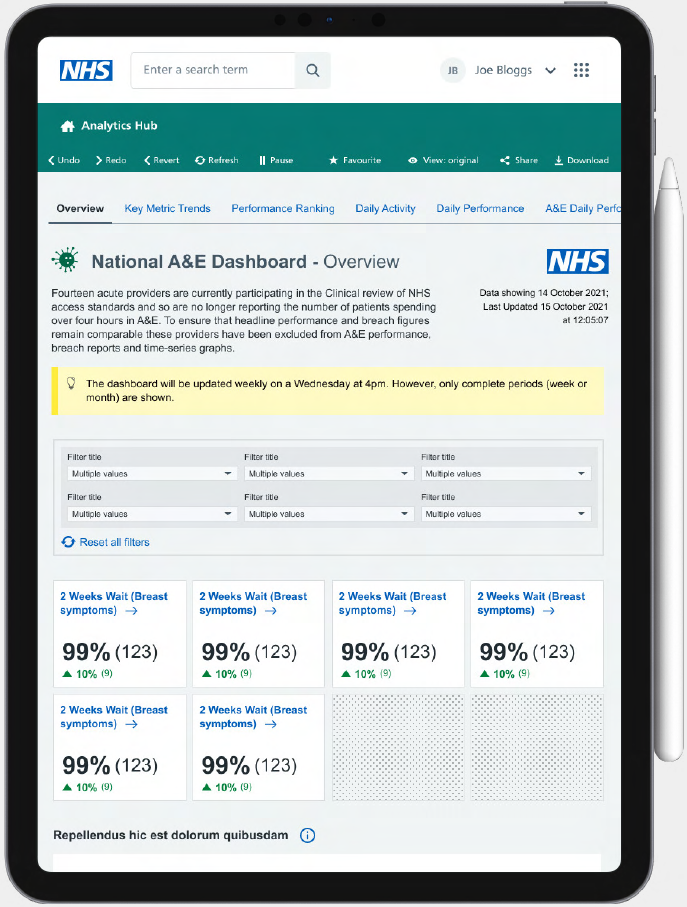 NHS
Enter a search term
JB
Joe Bloggs
Analytics Hub
Undo
Redo
Revert
Refresh
Pause
Favourite
View: original
Share
Download
Overview
Key Metric Trends
Performance Ranking
Daily Activity
Daily Performance
A&E Daily Perfo
National A&E Dashboard - Overview
NHS
Fourteen acute providers are currently participating in the Clinical review of NHS
access standards and so are no longer reporting the number of patients spending
over four hours in A&E. To ensure that headline performance and breach figures
remain comparable these providers have been excluded from A&E performance,
breach reports and time-series graphs.
Data showing 14 October 2021;
Last Updated 15 October 2021
at 12:05:07
The dashboard will be updated weekly on a Wednesday at 4pm. However, only complete periods (week or
month) are shown.
Filter title
Filter title
Filter title
Multiple values
Multiple values
Multiple values
Filter title
Filter title
Filter title
Multiple values
Multiple values
Multiple values
Reset all filters
2 Weeks Wait (Breast
symptoms) →
99% (123)
▲ 10% (9)
2 Weeks Wait (Breast
symptoms) →
99% (123)
▲ 10% (9)
2 Weeks Wait (Breast
symptoms) →
99% (123)
▲ 10% (9)
2 Weeks Wait (Breast
symptoms) →
99% (123)
▲ 10% (9)
2 Weeks Wait (Breast
symptoms) →
99% (123)
▲ 10% (9)
2 Weeks Wait (Breast
symptoms) →
99% (123)
▲ 10% (9)
Repellendus hic est dolorum quibusdam